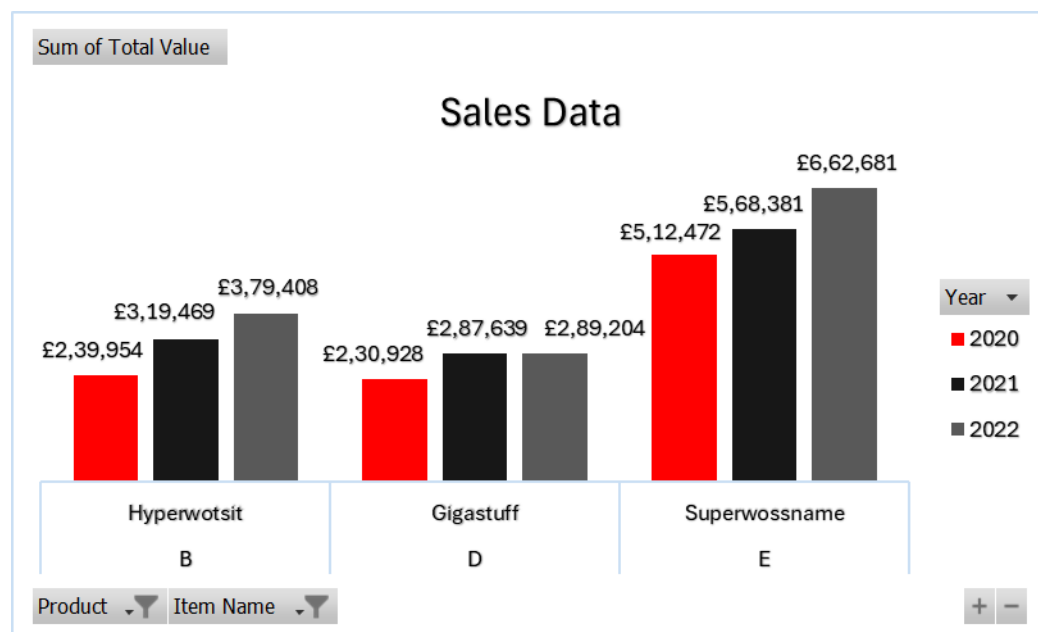 Sum of Total Value
Sales Data
£6,62,681
£5,68,381
£5,12,472
£3,79,408
£3,19,469
£2,39,954
£2,87,639
£2,89,204
£2,30,928
Year
2020
2021
2022
Hyperwotsit
Gigastuff
Superwossname
B
D
E
Product
Item Name
+
-